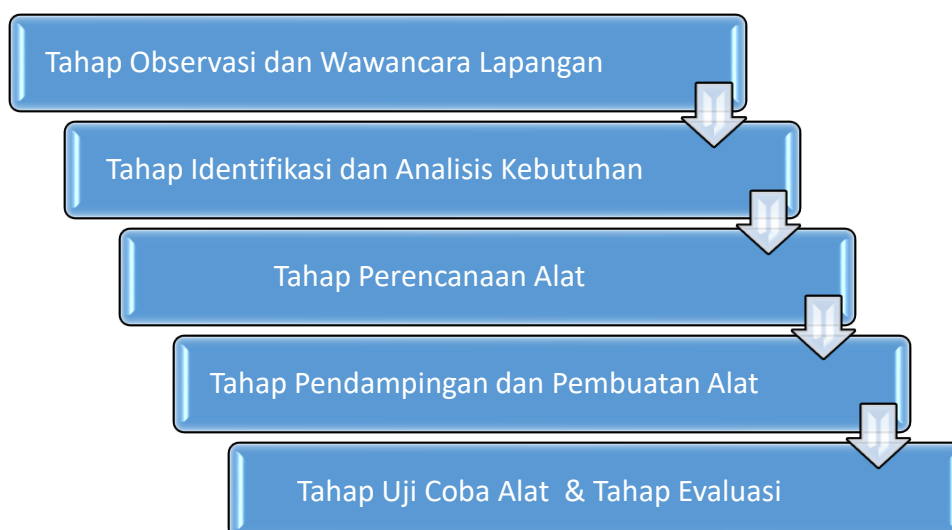 Tahap Observasi dan Wawancara Lapangan
Tahap Identifikasi dan Analisis Kebutuhan
Tahap Perencanaan Alat
Tahap Pendampingan dan Pembuatan Alat
Tahap Uji Coba Alat & Tahap Evaluasi